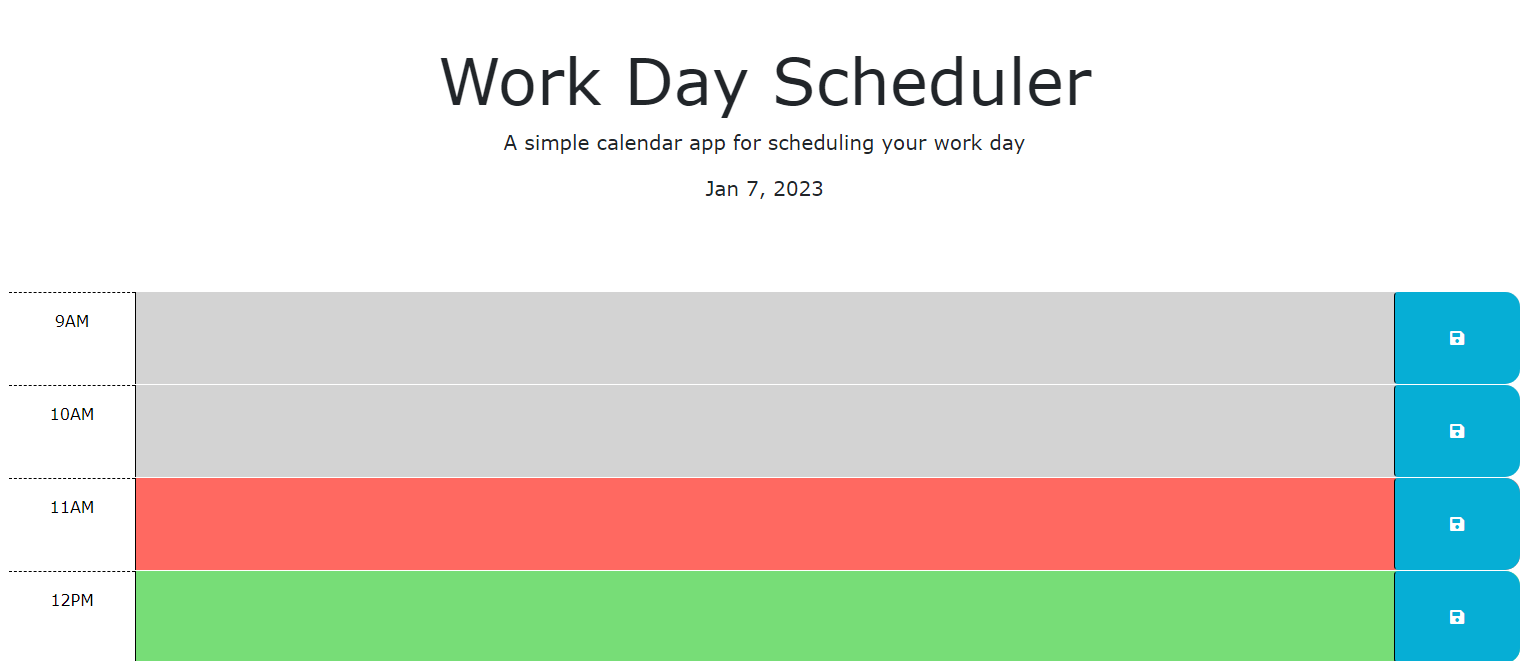 Work Day Scheduler
A simple calendar app for scheduling your work day
Jan 7, 2023
9AM
10AM
11AM
12PM